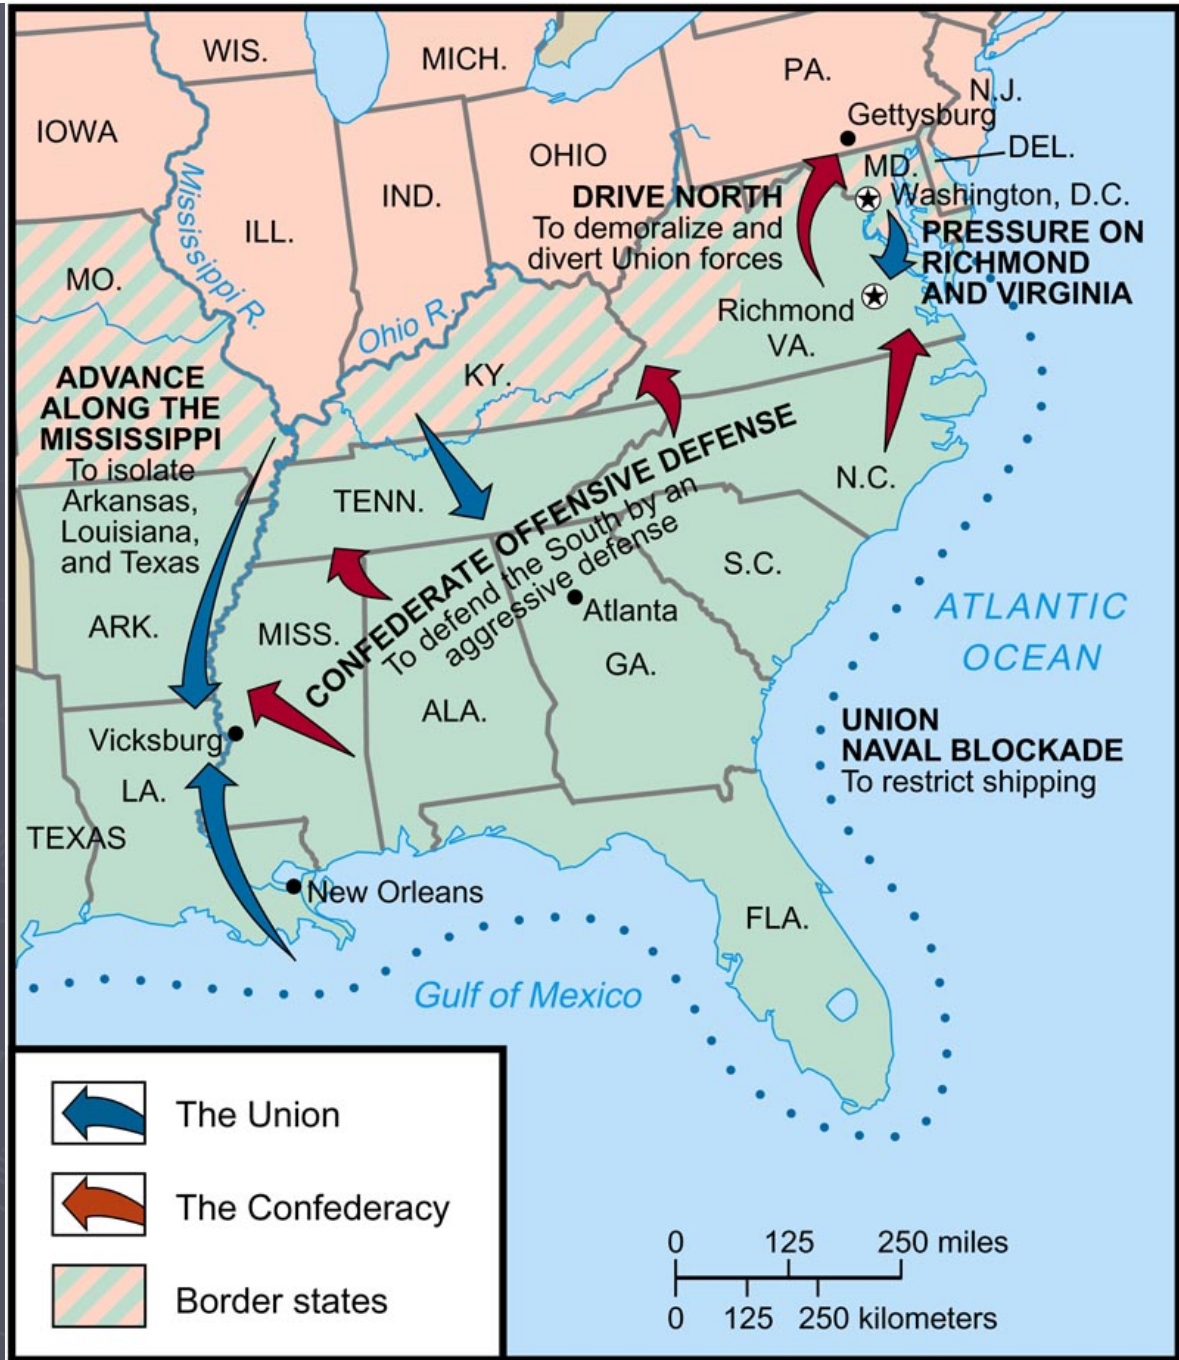 WIS.
MICH.
PA.
N.J.
IOWA
Gettysburg
OHIO
MD.
DEL.
IND.
DRIVE NORTH
To demoralize and
divert Union forces
Washington, D.C.
ILL.
PRESSURE ON
RICHMOND
AND VIRGINIA
MO.
Mississippi R.
Ohio R.
Richmond
VA.
KY.
ADVANCE
ALONG THE
MISSISSIPPI
To isolate
Arkansas,
Louisiana,
and Texas
TENN.
N.C.
CONFEDERATE OFFENSIVE DEFENSE
To defend the South by an
aggressive defense
S.C.
ARK.
MISS.
Atlanta
GA.
ATLANTIC
OCEAN
ALA.
Vicksburg
UNION
NAVAL BLOCKADE
To restrict shipping
LA.
TEXAS
New Orleans
FLA.
Gulf of Mexico
The Union
The Confederacy
Border states
0 125 250 miles
0 125 250 kilometers